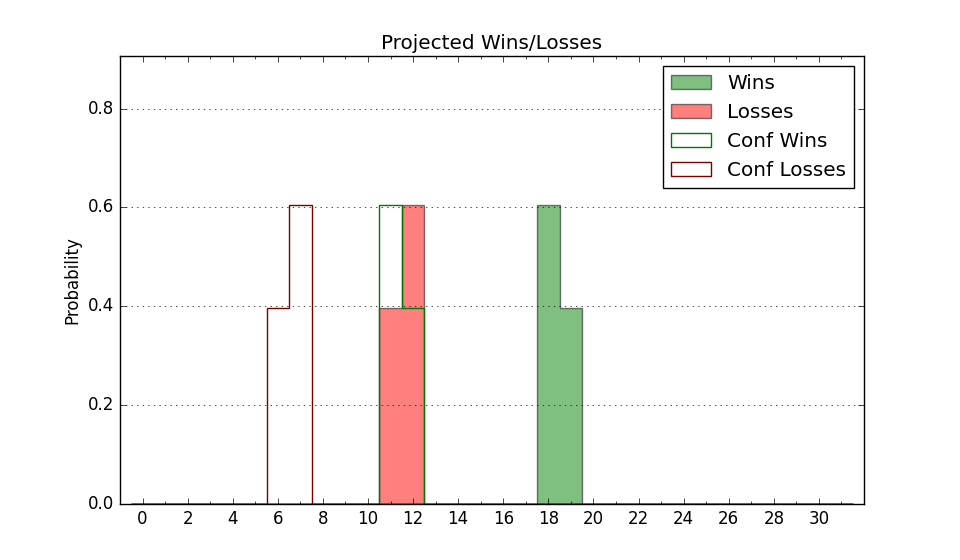 Projected Wins/Losses
Wins
Losses
Conf Wins
Conf Losses
Probability
0.8
0.6
0.4
0.2
0.0
0 2 4 6 8 10 12 14 16 18 20 22 24 26 28 30